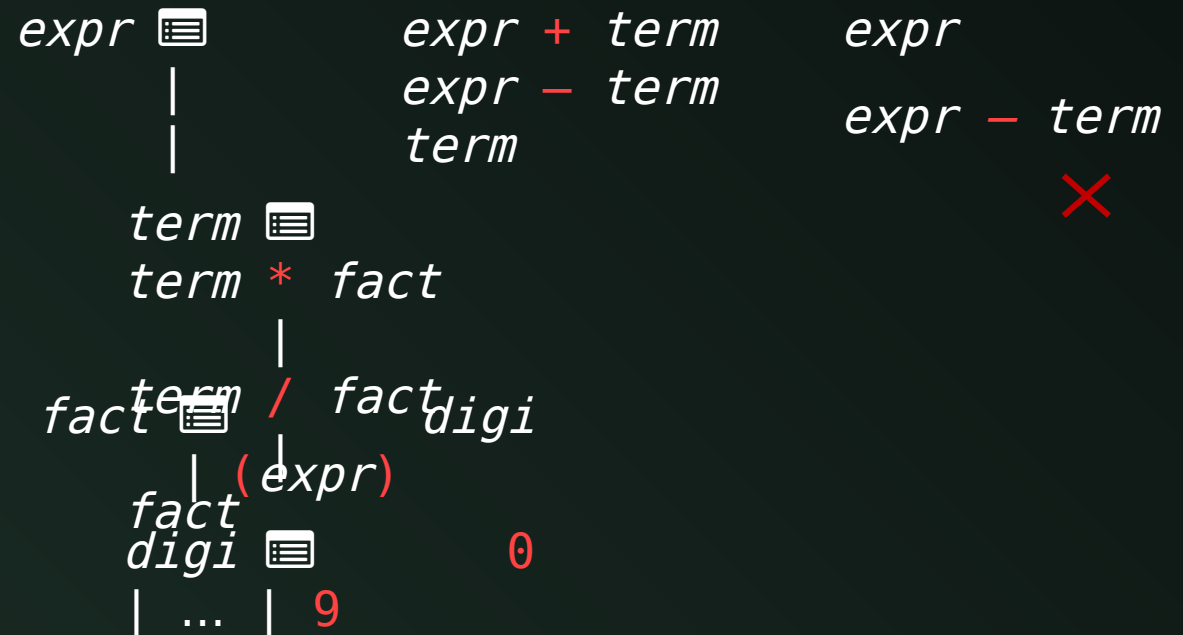 expr expr + term expr
| expr – term expr – term
| term
term
term * fact
|
term / fact
fact digi
|
| (expr)
fact
digi 0
| … | 9